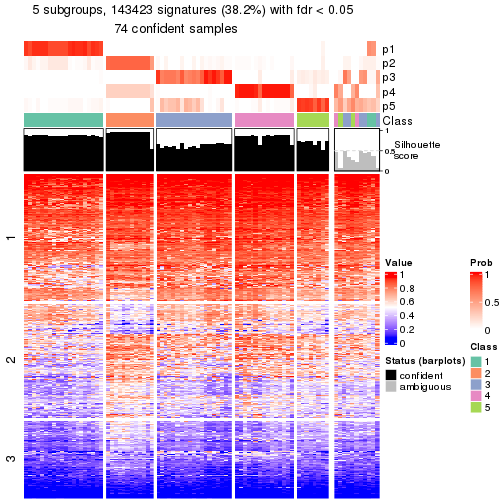 5 subgroups, 143423 signatures (38.2%) with fdr < 0.05
74 confident samples
p1
p2
p3
p4
p5
Class
1
0.5
0
Silhouette
score
1
2
3
Value
1
0.8
0.6
0.4
0.2
0
Status (barplots)
confident
ambiguous
Prob
1
0.5
0
Class
1
2
3
4
5